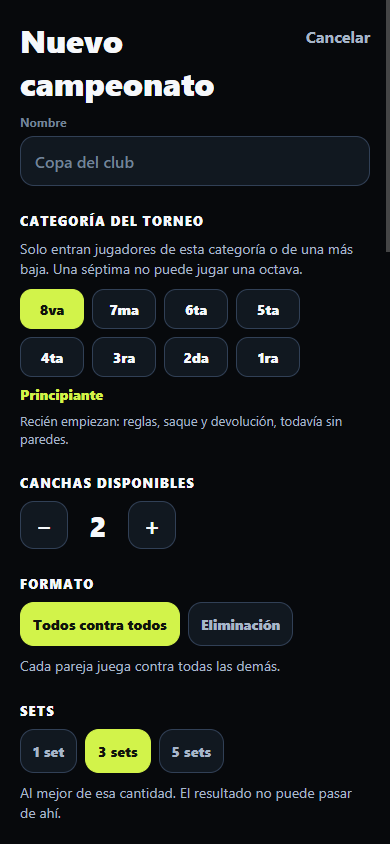 Nuevo campeonato
Cancelar
Nombre
Copa del club
CATEGORÍA DEL TORNEO
Solo entran jugadores de esta categoría o de una más
baja. Una séptima no puede jugar una octava.
8va 7ma 6ta 5ta
4ta 3ra 2da 1ra
Principiante
Recién empiezan: reglas, saque y devolución, todavía sin
paredes.
CANCHAS DISPONIBLES
− 2 +
FORMATO
Todos contra todos Eliminación
Cada pareja juega contra todas las demás.
SETS
1 set 3 sets 5 sets
Al mejor de esa cantidad. El resultado no puede pasar
de ahí.